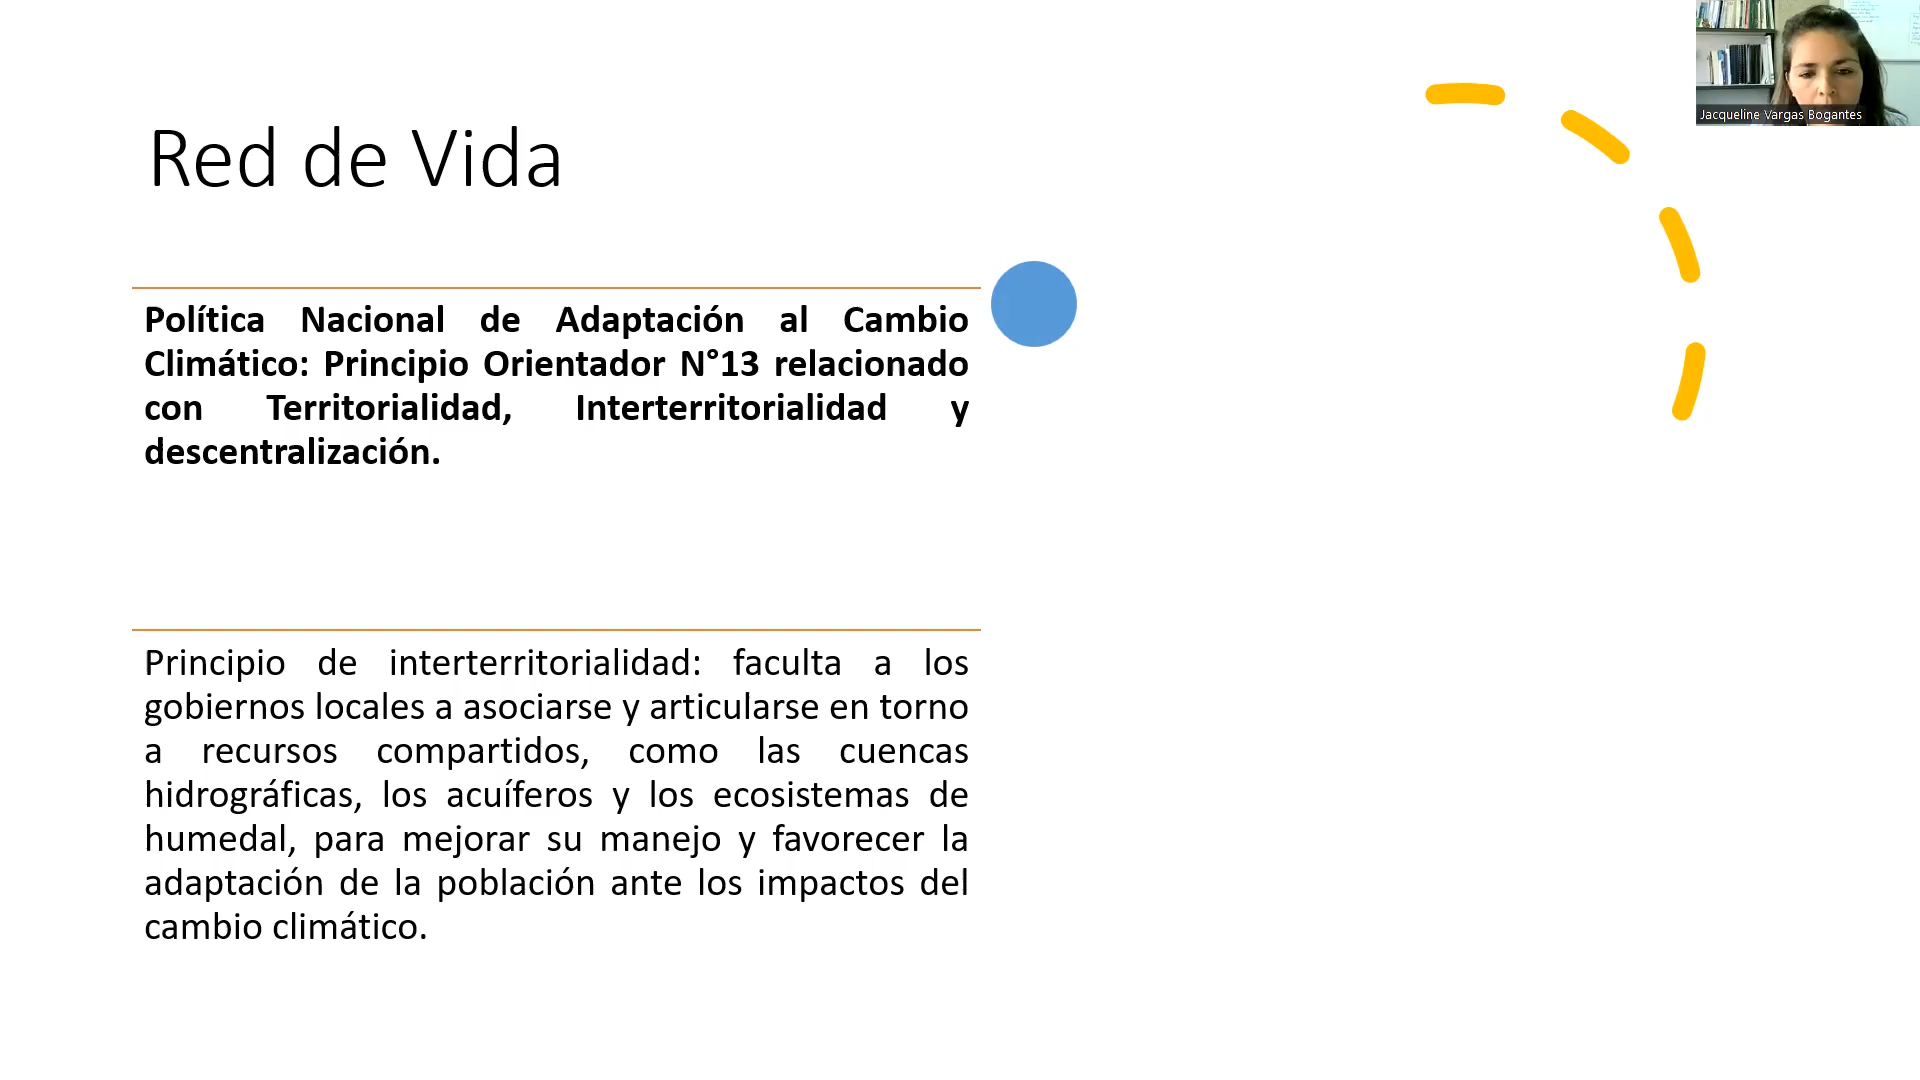 Jacqueline Vargas Bogantes
Red de Vida
Política Nacional de Adaptación al Cambio
Climático: Principio Orientador N°13 relacionado
con Territorialidad, Interterritorialidad y
descentralización.
Principio de interterritorialidad: faculta a los
gobiernos locales a asociarse y articularse en torno
a recursos compartidos, como las cuencas
hidrográficas, los acuíferos y los ecosistemas de
humedal, para mejorar su manejo y favorecer la
adaptación de la población ante los impactos del
cambio climático.